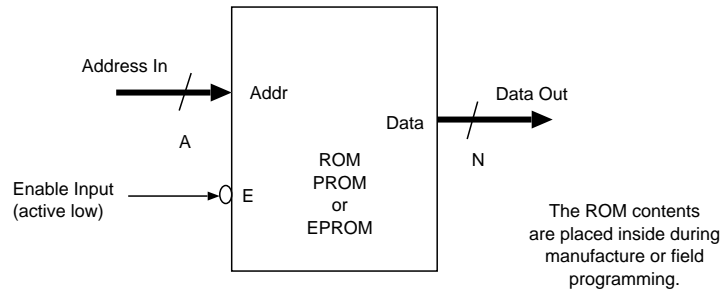 Address In
Addr
A
Data Out
Data
N
ROM
PROM
or
EPROM
Enable Input
(active low)
E
The ROM contents
are placed inside during
manufacture or field
programming.